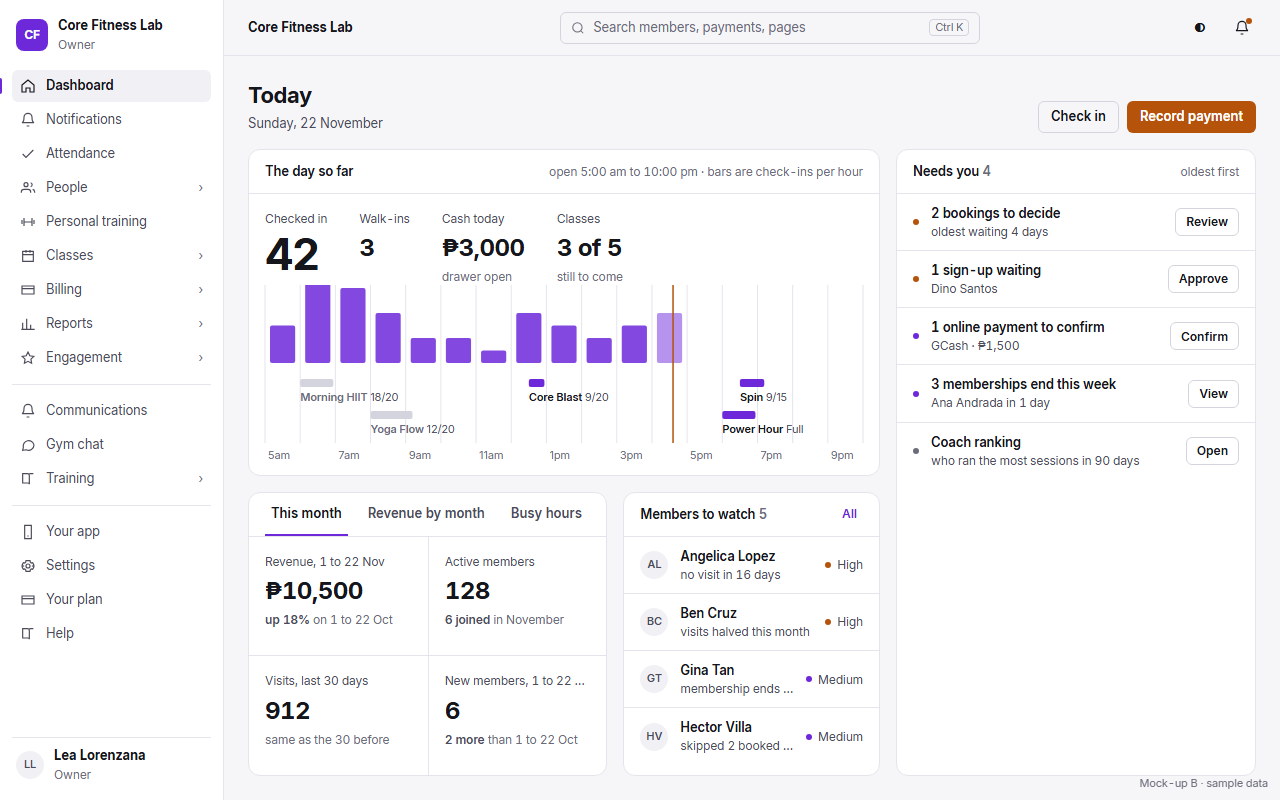 CF
Core Fitness Lab
Owner
Dashboard
Notifications
Attendance
People
Personal training
Classes
Billing
Reports
Engagement
Communications
Gym chat
Training
Your app
Settings
Your plan
Help
LL
Lea Lorenzana
Owner
Core Fitness Lab
Search members, payments, pages
Ctrl K
Today
Sunday, 22 November
Check in
Record payment
The day so far
open 5:00 am to 10:00 pm · bars are check-ins per hour
Checked in
42
Walk-ins
3
Cash today
₱3,000
drawer open
Classes
3 of 5
still to come
Morning HIIT 18/20
Core Blast 9/20
Spin 9/15
Yoga Flow 12/20
Power Hour Full
5am 7am 9am 11am 1pm 3pm 5pm 7pm 9pm
This month
Revenue by month
Busy hours
Revenue, 1 to 22 Nov
₱10,500
up 18% on 1 to 22 Oct
Active members
128
6 joined in November
Visits, last 30 days
912
same as the 30 before
New members, 1 to 22 ...
6
2 more than 1 to 22 Oct
Members to watch 5
All
AL
Angelica Lopez
no visit in 16 days
High
BC
Ben Cruz
visits halved this month
High
GT
Gina Tan
membership ends ...
Medium
HV
Hector Villa
skipped 2 booked ...
Medium
Needs you 4
oldest first
2 bookings to decide
oldest waiting 4 days
Review
1 sign-up waiting
Dino Santos
Approve
1 online payment to confirm
GCash · ₱1,500
Confirm
3 memberships end this week
Ana Andrada in 1 day
View
Coach ranking
who ran the most sessions in 90 days
Open
Mock-up B · sample data